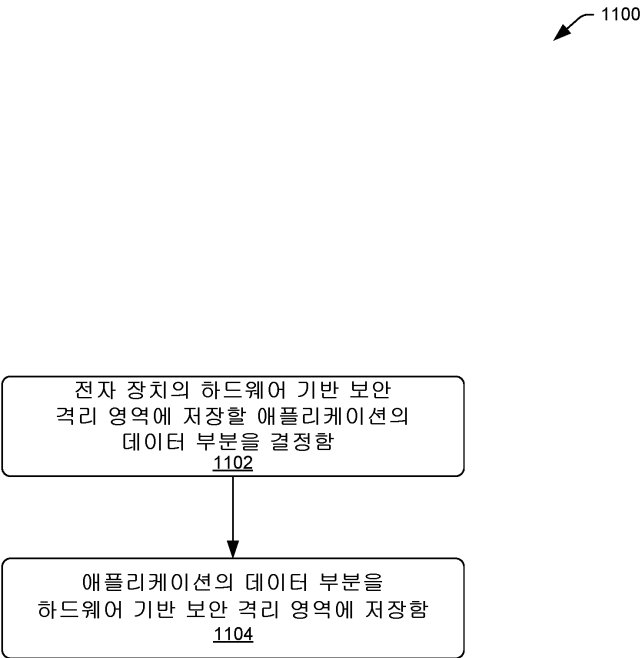 1100
전자 장치의 하드웨어 기반 보안
격리 영역에 저장할 애플리케이션의
데이터 부분을 결정함
1102
애플리케이션의 데이터 부분을
하드웨어 기반 보안 격리 영역에 저장함
1104